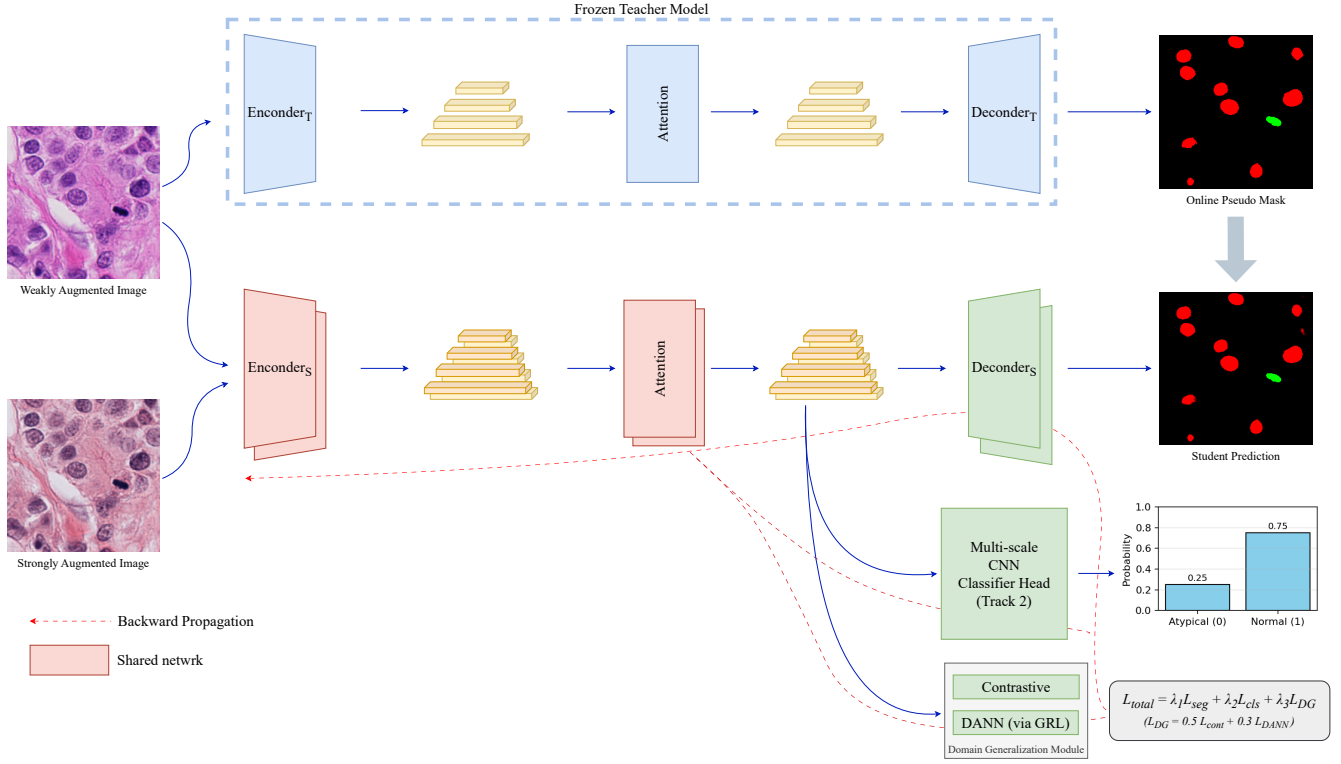 Frozen Teacher Model
Enconder_T
Attention
Deconder_T
Online Pseudo Mask
Weakly Augmented Image
Enconder_S
Attention
Deconder_S
Student Prediction
Strongly Augmented Image
Multi-scale
CNN
Classifier Head
(Track 2)
Probability
1.0
0.8
0.6
0.4
0.2
0.0
0.25
0.75
Atypical (0)
Normal (1)
Backward Propagation
Shared netwrk
Contrastive
DANN (via GRL)
Domain Generalization Module
L_total = λ_1L_seg + λ_2L_cls + λ_3L_DG
(L_DG = 0.5 L_cont + 0.3 L_DANN)